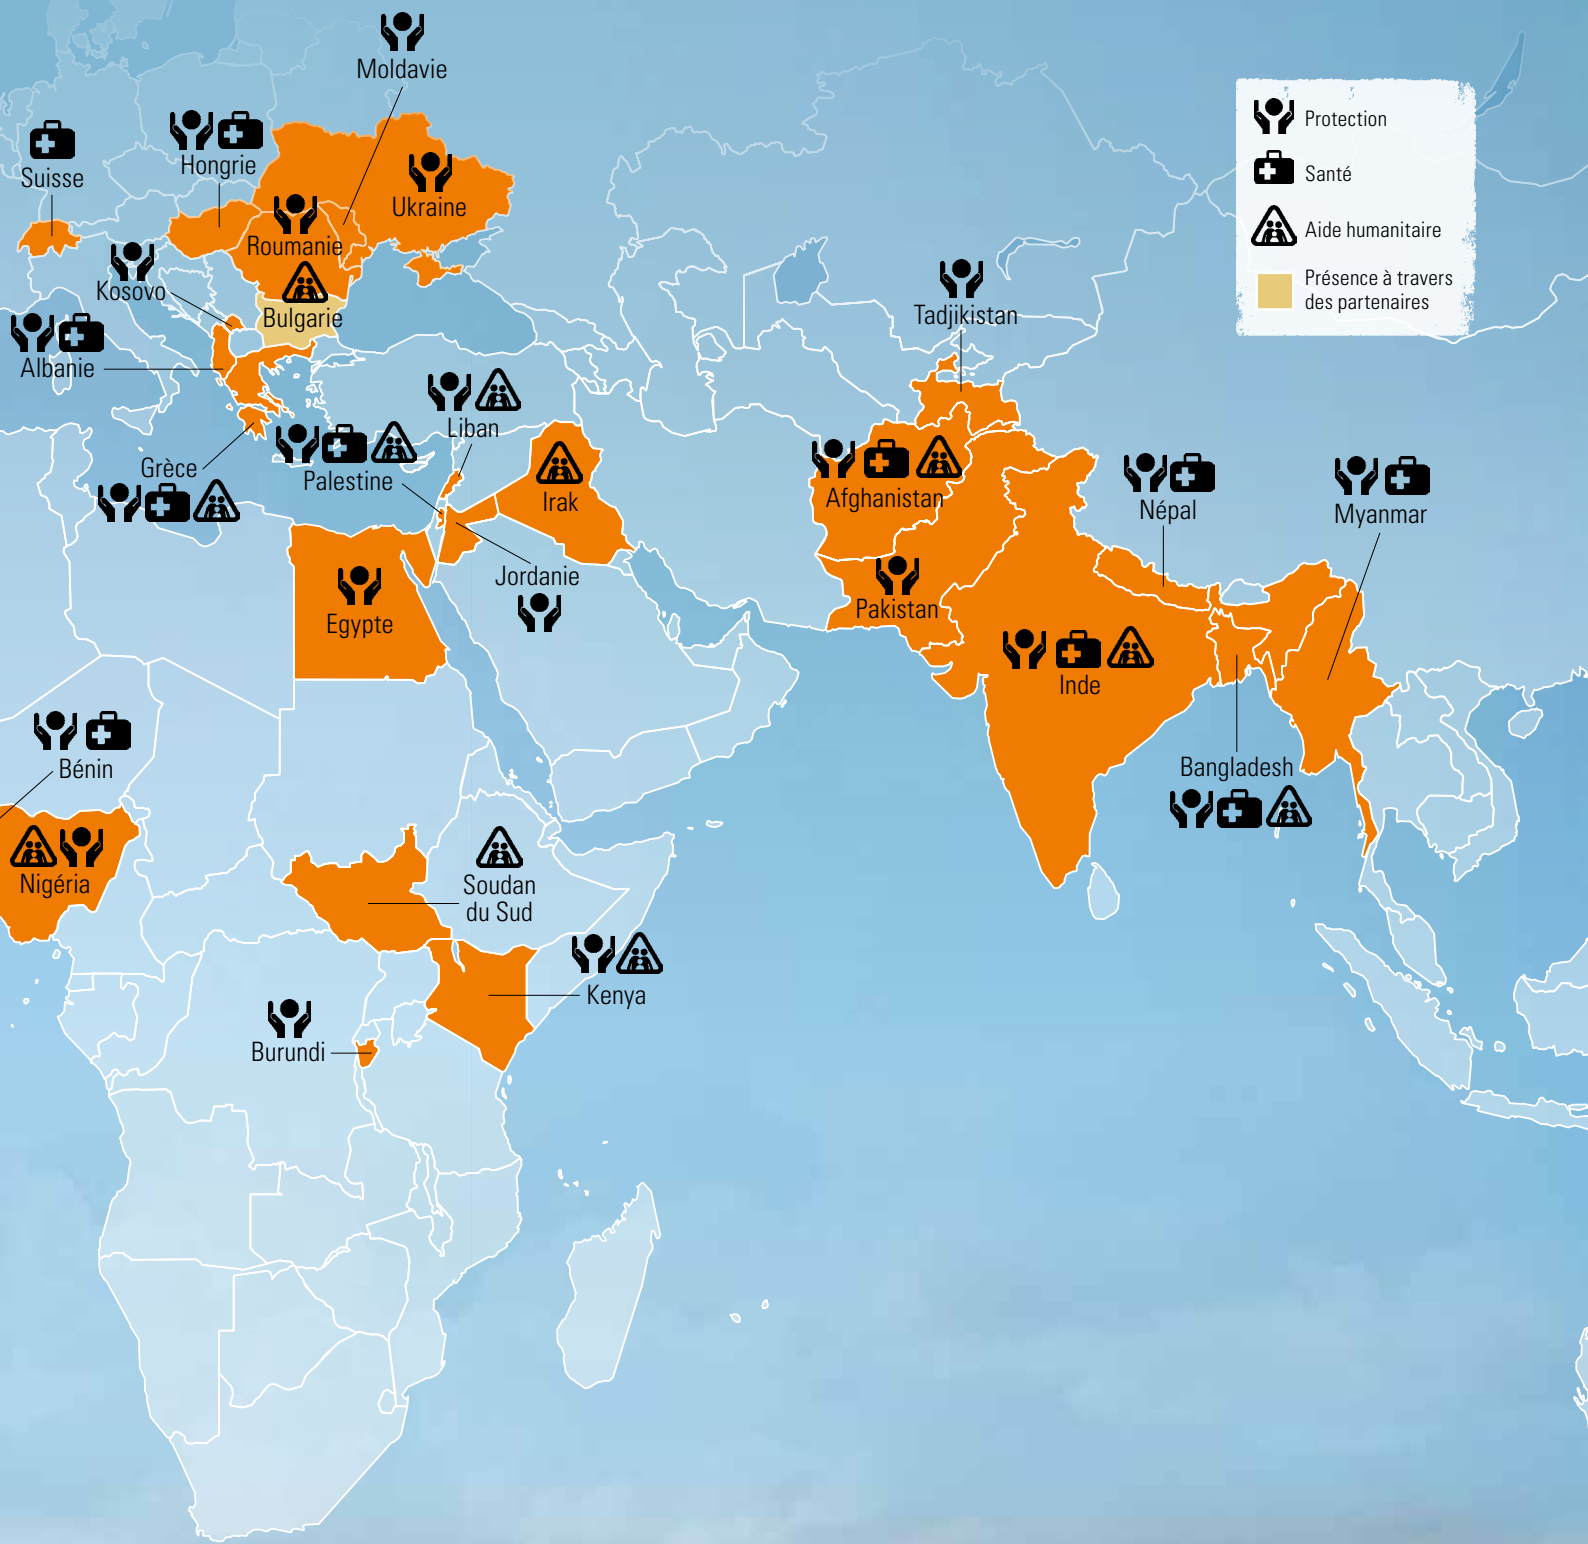 Moldavie
Suisse
Hongrie
Ukraine
Roumanie
Kosovo
Bulgarie
Albanie
Liban
Grèce
Palestine
Irak
Jordanie
Egypte
Tadjikistan
Afghanistan
Pakistan
Népal
Myanmar
Inde
Bangladesh
Bénin
Nigéria
Soudan
du Sud
Kenya
Burundi
Protection
Santé
Aide humanitaire
Présence à travers
des partenaires